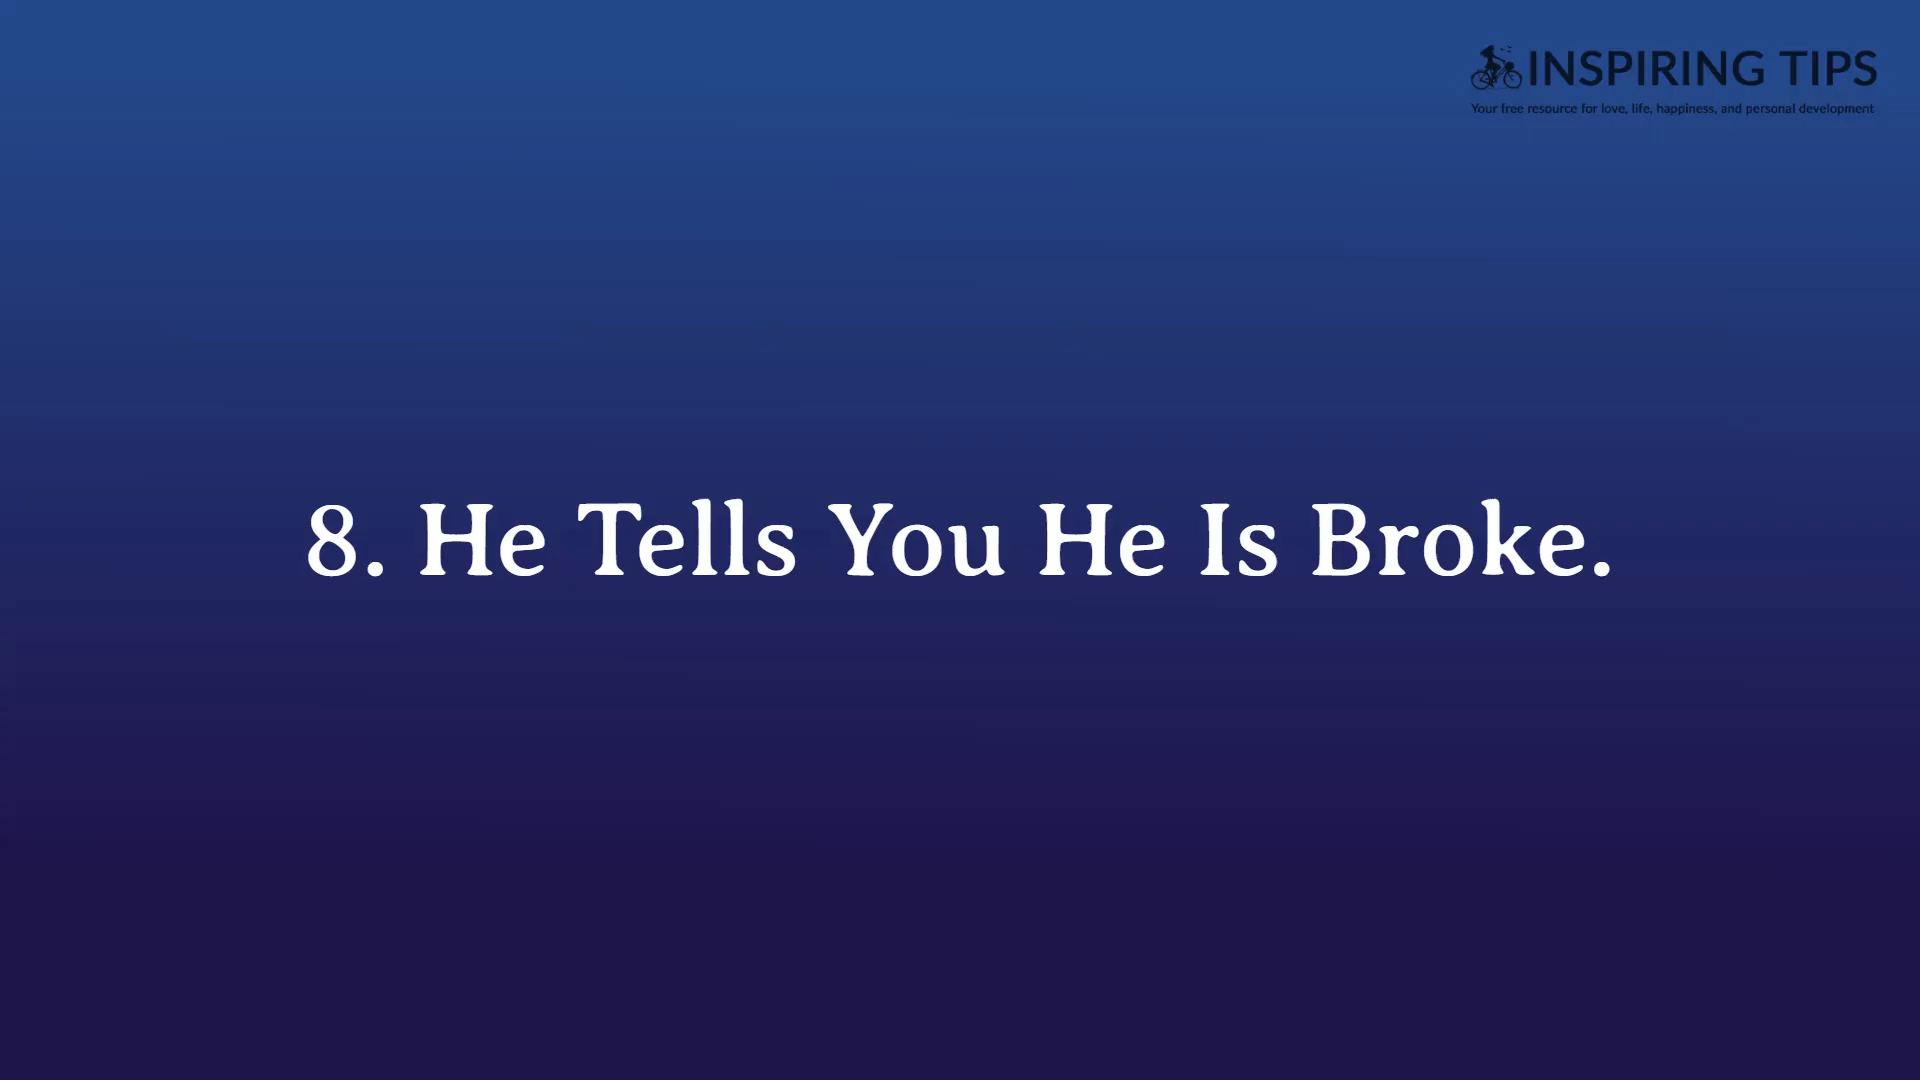 INSPIRING TIPS
Your free resource for love, life, happiness, and personal development
8. He Tells You He Is Broke.